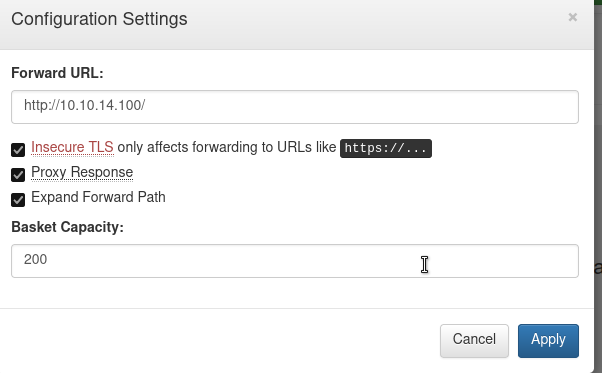 Configuration Settings ×
Forward URL:
http://10.10.14.100/
Insecure TLS only affects forwarding to URLs like https://...
Proxy Response
Expand Forward Path
Basket Capacity:
200
Cancel Apply